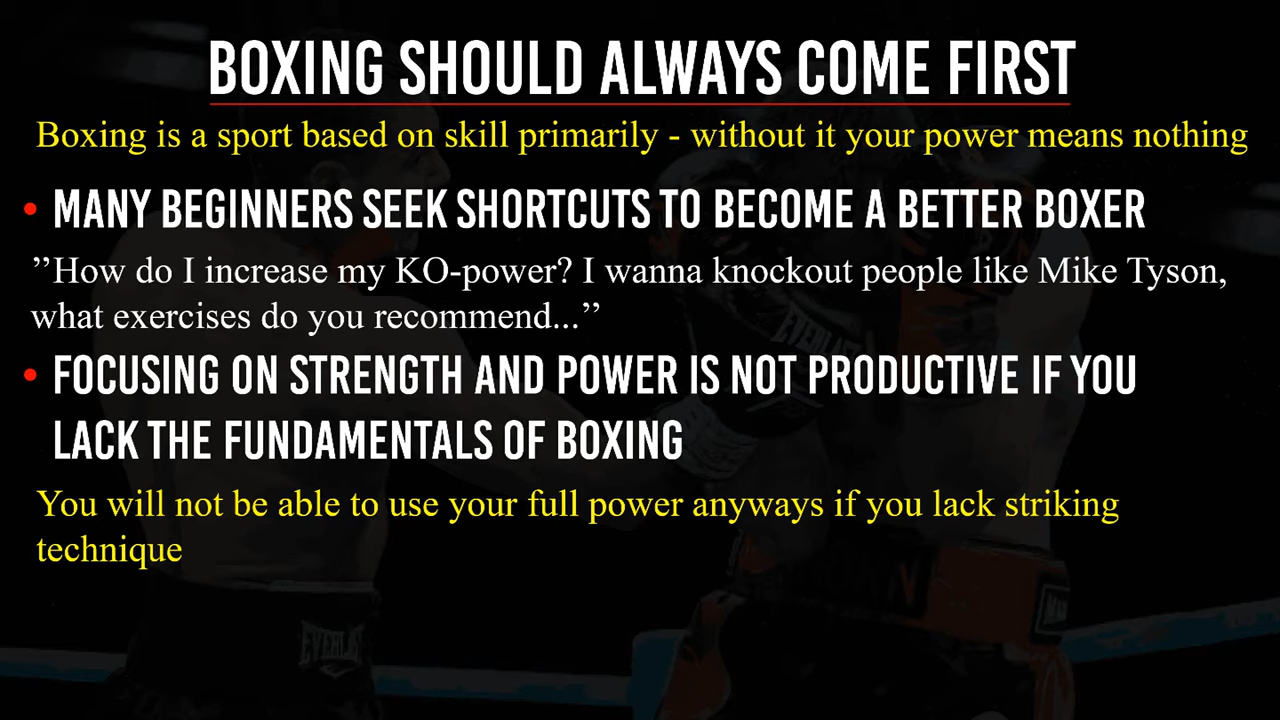 BOXING SHOULD ALWAYS COME FIRST
Boxing is a sport based on skill primarily - without it your power means nothing
• MANY BEGINNERS SEEK SHORTCUTS TO BECOME A BETTER BOXER
”How do I increase my KO-power? I wanna knockout people like Mike Tyson,
what exercises do you recommend...”
• FOCUSING ON STRENGTH AND POWER IS NOT PRODUCTIVE IF YOU
LACK THE FUNDAMENTALS OF BOXING
You will not be able to use your full power anyways if you lack striking
technique
EVERLAST
EVERLAST